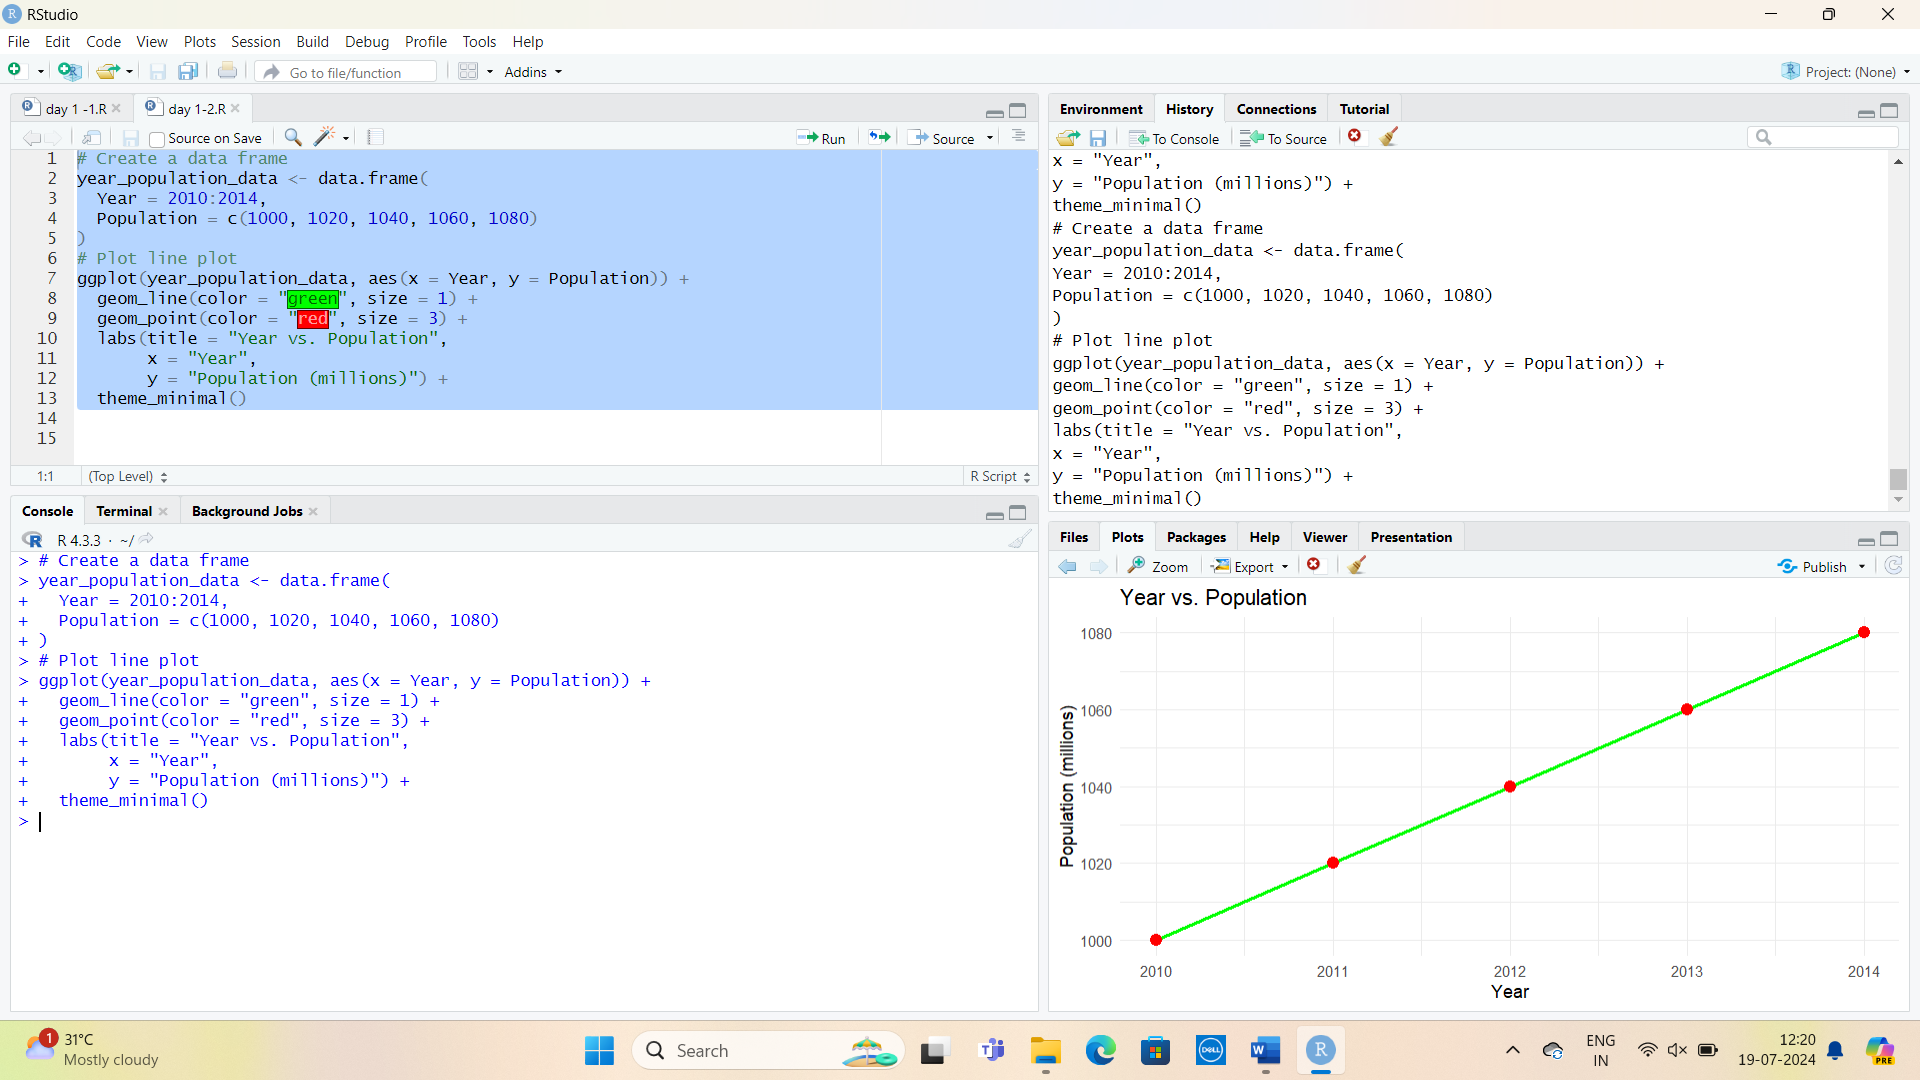 RStudio
File Edit Code View Plots Session Build Debug Profile Tools Help
Go to file/function Addins Project: (None)
day 1 -1.R day 1-2.R
Source on Save Run Source
1 # Create a data frame
2 year_population_data <- data.frame(
3 Year = 2010:2014,
4 Population = c(1000, 1020, 1040, 1060, 1080)
5 )
6 # Plot line plot
7 ggplot(year_population_data, aes(x = Year, y = Population)) +
8 geom_line(color = "green", size = 1) +
9 geom_point(color = "red", size = 3) +
10 labs(title = "Year vs. Population",
11 x = "Year",
12 y = "Population (millions)") +
13 theme_minimal()
14
15
1:1 (Top Level) R Script
Console Terminal Background Jobs
R 4.3.3 · ~/
> # Create a data frame
> year_population_data <- data.frame(
+ Year = 2010:2014,
+ Population = c(1000, 1020, 1040, 1060, 1080)
+ )
> # Plot line plot
> ggplot(year_population_data, aes(x = Year, y = Population)) +
+ geom_line(color = "green", size = 1) +
+ geom_point(color = "red", size = 3) +
+ labs(title = "Year vs. Population",
+ x = "Year",
+ y = "Population (millions)") +
+ theme_minimal()
>
Environment History Connections Tutorial
To Console To Source
x = "Year",
y = "Population (millions)") +
theme_minimal()
# Create a data frame
year_population_data <- data.frame(
Year = 2010:2014,
Population = c(1000, 1020, 1040, 1060, 1080)
)
# Plot line plot
ggplot(year_population_data, aes(x = Year, y = Population)) +
geom_line(color = "green", size = 1) +
geom_point(color = "red", size = 3) +
labs(title = "Year vs. Population",
x = "Year",
y = "Population (millions)") +
theme_minimal()
Files Plots Packages Help Viewer Presentation
Zoom Export Publish
Year vs. Population
Population (millions)
1080
1060
1040
1020
1000
2010 2011 2012 2013 2014
Year
1 31°C
Mostly cloudy
Search
DELL
W
R
ENG
IN
12:20
19-07-2024
PRE